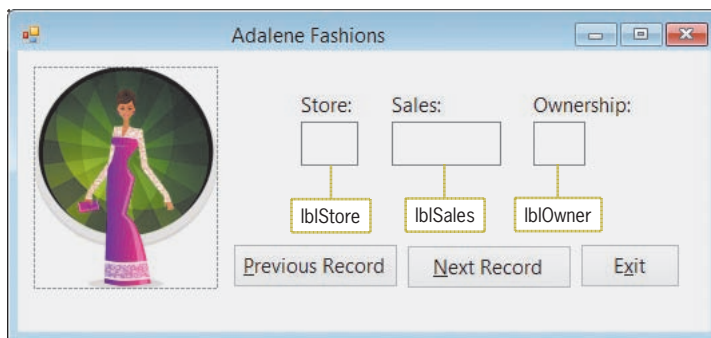 Adalene Fashions
Store: Sales: Ownership:
lblStore lblSales lblOwner
Previous Record Next Record Exit